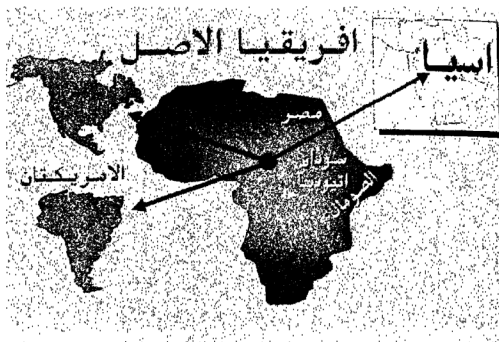 افريقيا الاصل
اسيا
مصر
سودان
اثيوبيا
الصومال
الامريكتان